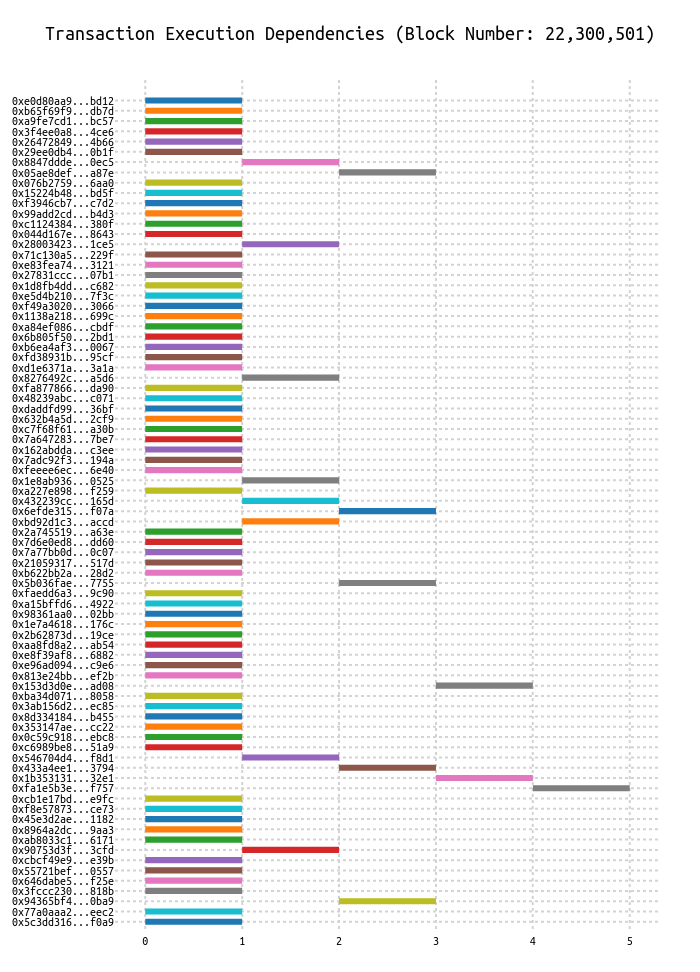 Transaction Execution Dependencies (Block Number: 22,300,501)
0xe0d80aa9...bd12
0xb65f69f9...db7d
0xa9fe7cd1...bc57
0x3f4ee0a8...4ce6
0x26472849...4b66
0x29ee0db4...0b1f
0x8847ddde...0ec5
0x05ae8def...a87e
0x076b2759...6aa0
0x15224b48...bd5f
0xf3946cb7...c7d2
0x99add2cd...b4d3
0xc1124384...380f
0x044d167e...8643
0x28003423...1ce5
0x71c130a5...229f
0xe83fea74...3121
0x27831ccc...07b1
0x1d8fb4dd...c682
0xe5d4b210...7f3c
0xf49a3020...3066
0x1138a218...699c
0xa84ef086...cbdf
0x6b805f50...2bd1
0xb6ea4af3...0067
0xfd38931b...95cf
0xd1e6371a...3a1a
0x8276492c...a5d6
0xfa877866...da90
0x48239abc...c071
0xdaddfd99...36bf
0x632b4a5d...2cf9
0xc7f68f61...a30b
0x7a647283...7be7
0x162abdda...c3ee
0x7adc92f3...194a
0xfeeee6ec...6e40
0x1e8ab936...0525
0xa227e898...f259
0x432239cc...165d
0x6efde315...f07a
0xbd92d1c3...accd
0x2a745519...a63e
0x7d6e0ed8...dd60
0x7a77bb0d...0c07
0x21059317...517d
0xb622bb2a...28d2
0x5b036fae...7755
0xfaedd6a3...9c90
0xa15bffd6...4922
0x98361aa0...02bb
0x1e7a4618...176c
0x2b62873d...19ce
0xaa8fd8a2...ab54
0xe8f39af8...6882
0xe96ad094...c9e6
0x813e24bb...ef2b
0x153d3d0e...ad08
0xba34d071...8058
0x3ab156d2...ec85
0x8d334184...b455
0x353147ae...cc22
0x0c59c918...ebc8
0xc6989be8...51a9
0x546704d4...f8d1
0x433a4ee1...3794
0x1b353131...32e1
0xfa1e5b3e...f757
0xcb1e17bd...e9fc
0xf8e57873...ce73
0x45e3d2ae...1182
0x8964a2dc...9aa3
0xab8033c1...6171
0x90753d3f...3cfd
0xcbcf49e9...e39b
0x55721bef...0557
0x646dabe5...f25e
0x3fccc230...818b
0x94365bf4...0ba9
0x77a0aaa2...eec2
0x5c3dd316...f0a9
0 1 2 3 4 5